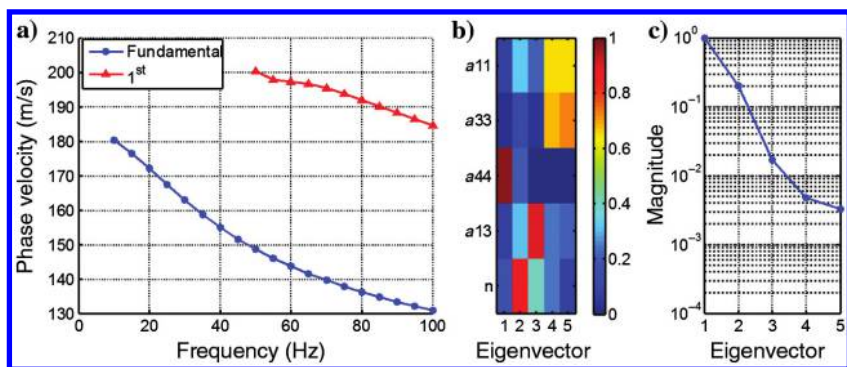 a)
Fundamental
1st
210
200
190
180
170
160
150
140
130
Phase velocity (m/s)
0 20 40 60 80 100
Frequency (Hz)
b)
a11
a33
a44
a13
n
1 2 3 4 5
Eigenvector
1
0.8
0.6
0.4
0.2
0
c)
10^0
10^-1
10^-2
10^-3
10^-4
Magnitude
1 2 3 4 5
Eigenvector